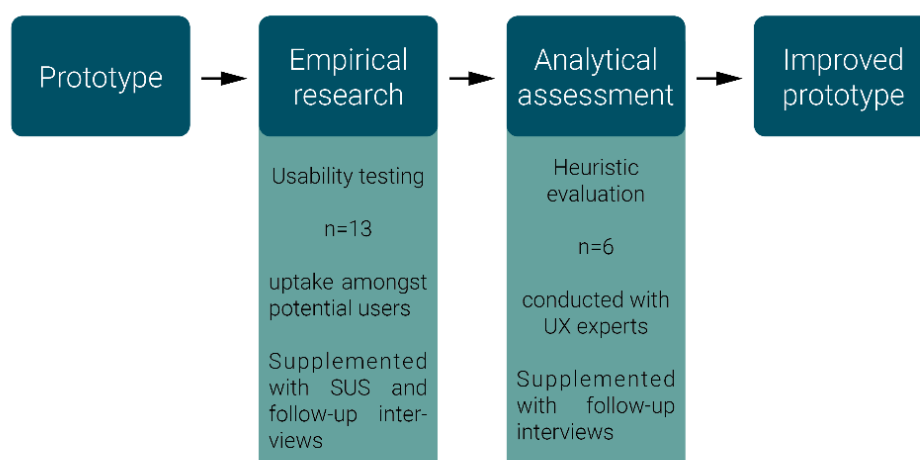 Prototype
Empirical
research
Analytical
assessment
Improved
prototype
Usability testing
n=13
uptake amongst
potential users
Supplemented
with SUS and
follow-up inter-
views
Heuristic
evaluation
n=6
conducted with
UX experts
Supplemented
with follow-up
interviews